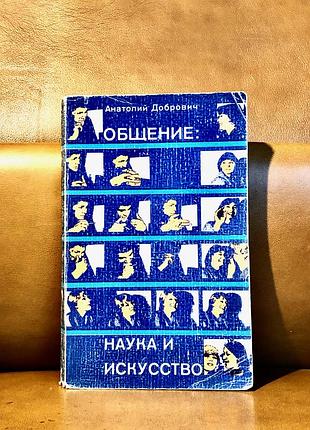 Анатолий Добрович
ОБЩЕНИЕ:
НАУКА И
ИСКУССТВО